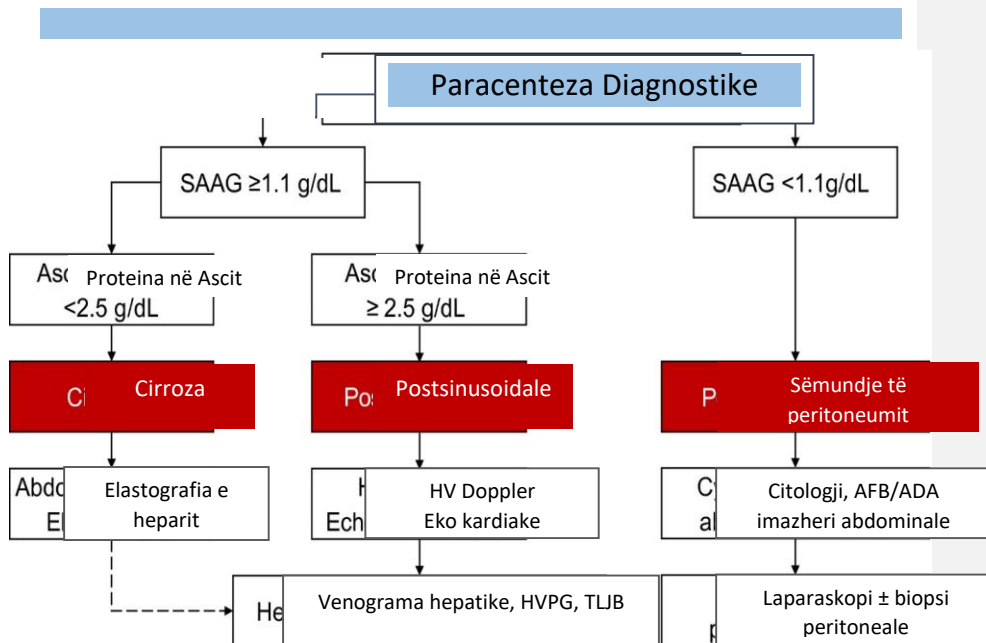 Paracenteza Diagnostike
SAAG ≥1.1 g/dL
SAAG <1.1g/dL
Proteina në Ascit
<2.5 g/dL
Proteina në Ascit
≥ 2.5 g/dL
Cirroza
Postsinusoidale
Sëmundje të
peritoneumit
Elastografia e
heparit
HV Doppler
Eko kardiake
Citologji, AFB/ADA
imazheri abdominale
Venograma hepatike, HVPG, TLJB
Laparaskopi ± biopsi
peritoneale